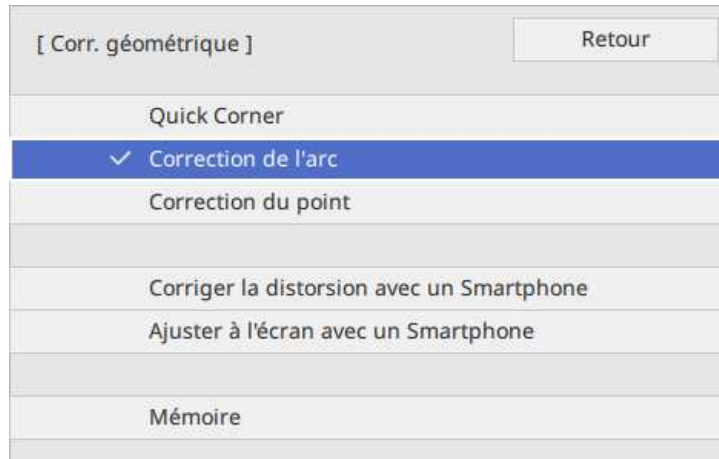 [ Corr. géométrique ]
Retour
Quick Corner
Correction de l'arc
Correction du point
Corriger la distorsion avec un Smartphone
Ajuster à l'écran avec un Smartphone
Mémoire